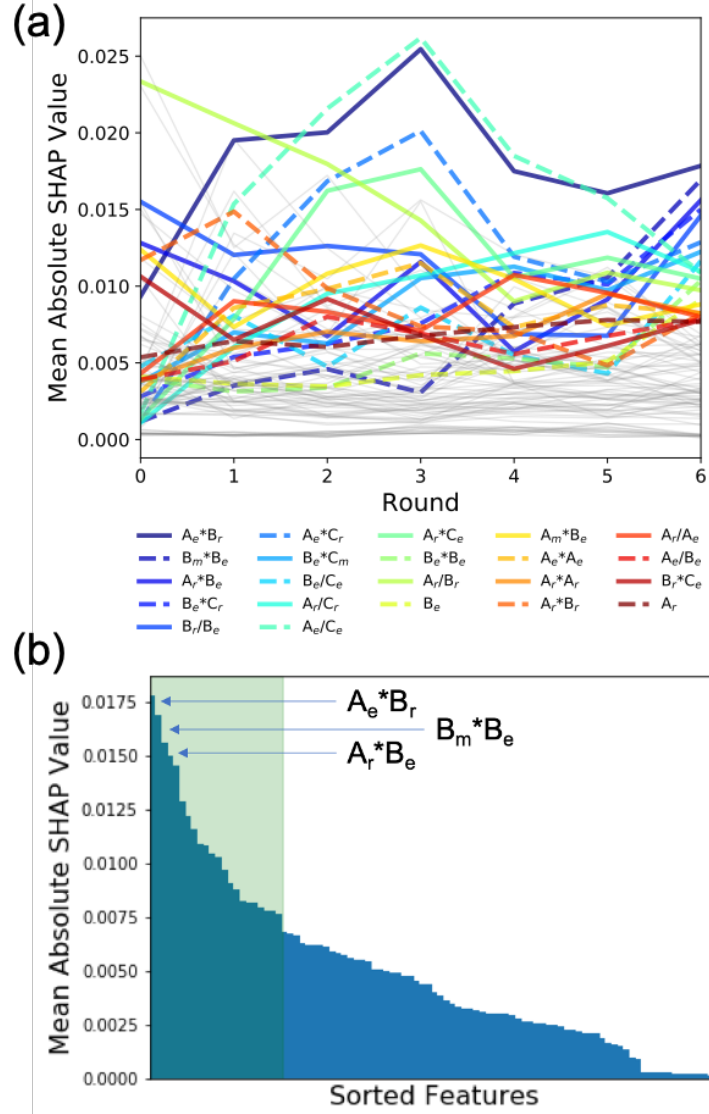 (a)
Mean Absolute SHAP Value
0.025
0.020
0.015
0.010
0.005
0.000
0 1 2 3 4 5 6
Round
Aₑ*Bᵣ Aₑ*Cᵣ Aᵣ*Cₑ Aₘ*Bₑ Aᵣ/Aₑ
Bₘ*Bₑ Bₑ*Cₘ Bₑ*Bₑ Aₑ*Aₑ Aₑ/Bₑ
Aᵣ*Bₑ Bₑ/Cₑ Aᵣ/Bᵣ Aᵣ*Aᵣ Bᵣ*Cₑ
Bₑ*Cᵣ Aᵣ/Cᵣ Bₑ Aᵣ*Bᵣ Aᵣ
Bᵣ/Bₑ Aₑ/Cₑ
(b)
Mean Absolute SHAP Value
0.0175
0.0150
0.0125
0.0100
0.0075
0.0050
0.0025
0.0000
Aₑ*Bᵣ
Bₘ*Bₑ
Aᵣ*Bₑ
Sorted Features